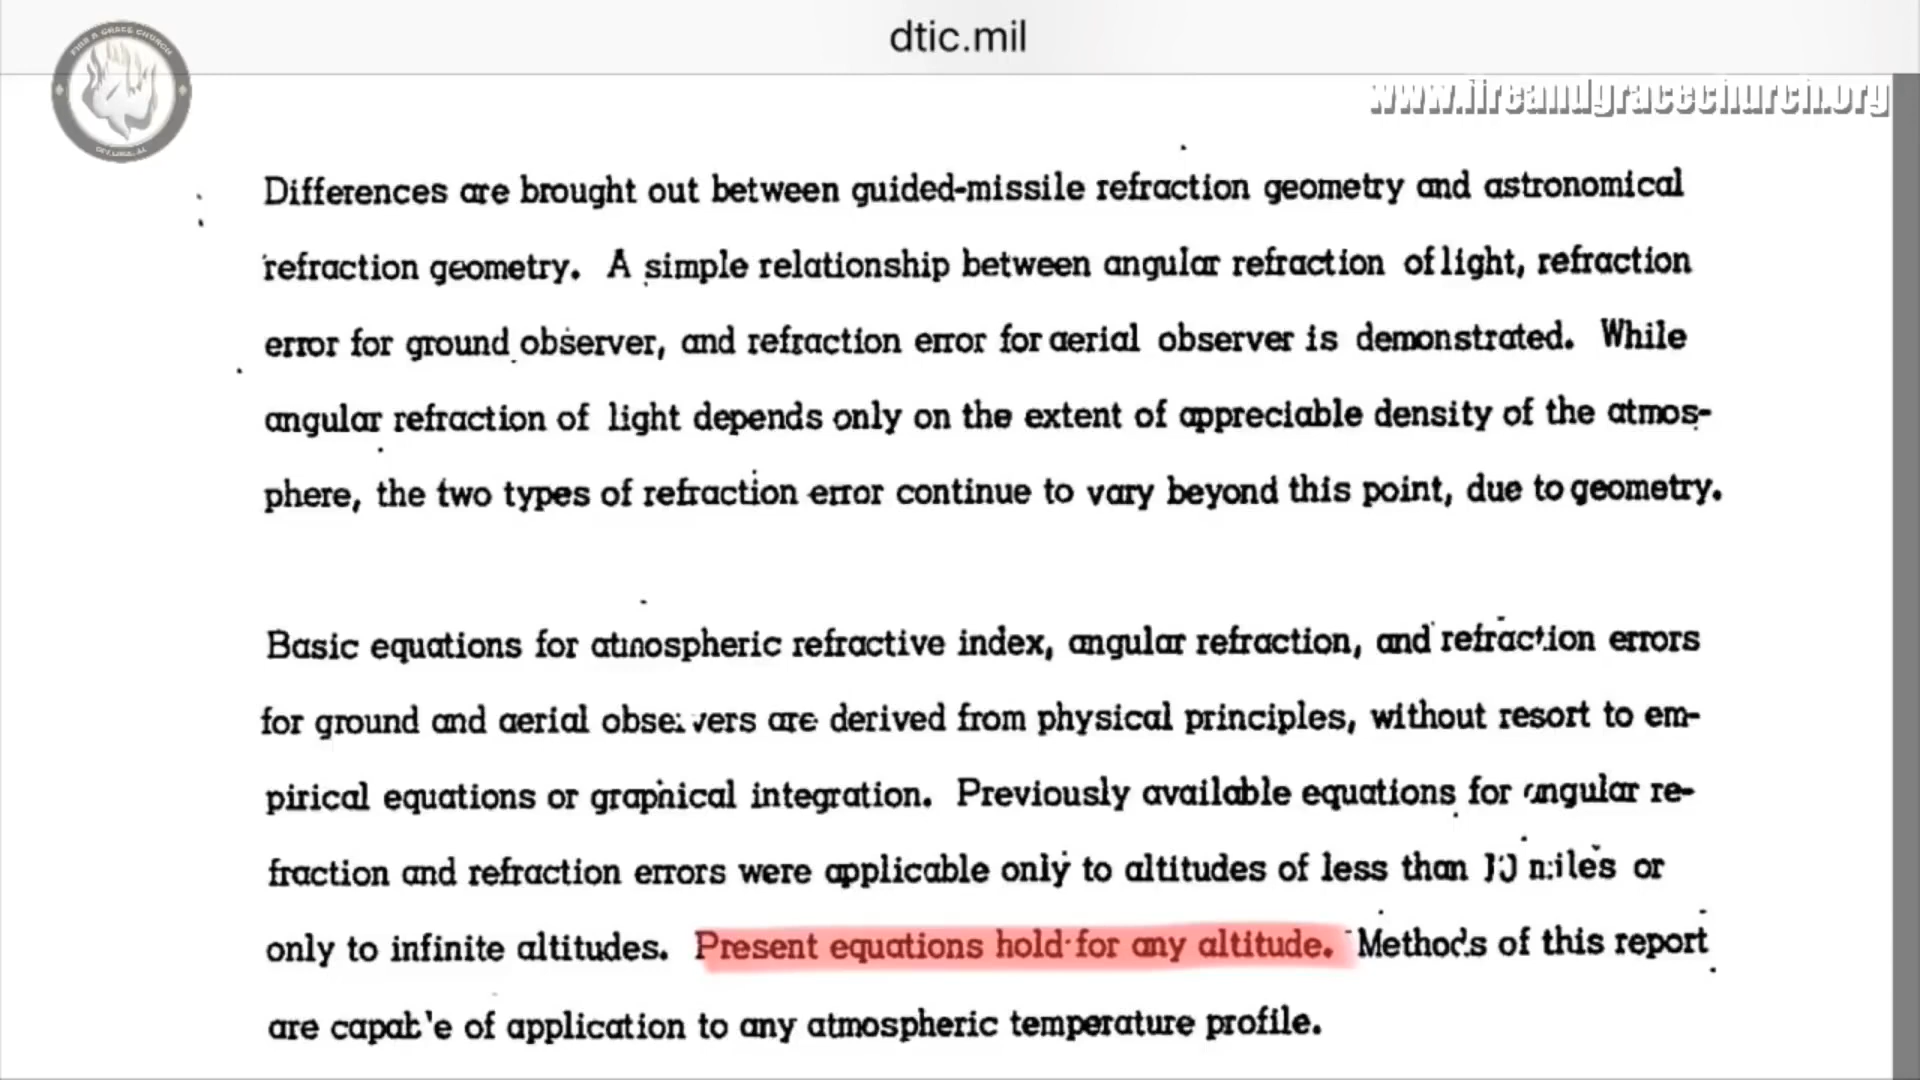 dtic.mil
FIRE & GRACE CHURCH
www.fireandgracechurch.org
Differences are brought out between guided-missile refraction geometry and astronomical
refraction geometry. A simple relationship between angular refraction of light, refraction
error for ground observer, and refraction error for aerial observer is demonstrated. While
angular refraction of light depends only on the extent of appreciable density of the atmos-
phere, the two types of refraction error continue to vary beyond this point, due to geometry.
Basic equations for atmospheric refractive index, angular refraction, and refraction errors
for ground and aerial observers are derived from physical principles, without resort to em-
pirical equations or graphical integration. Previously available equations for angular re-
fraction and refraction errors were applicable only to altitudes of less than miles or
only to infinite altitudes. Present equations hold for any altitude. Methods of this report
are capable of application to any atmospheric temperature profile.